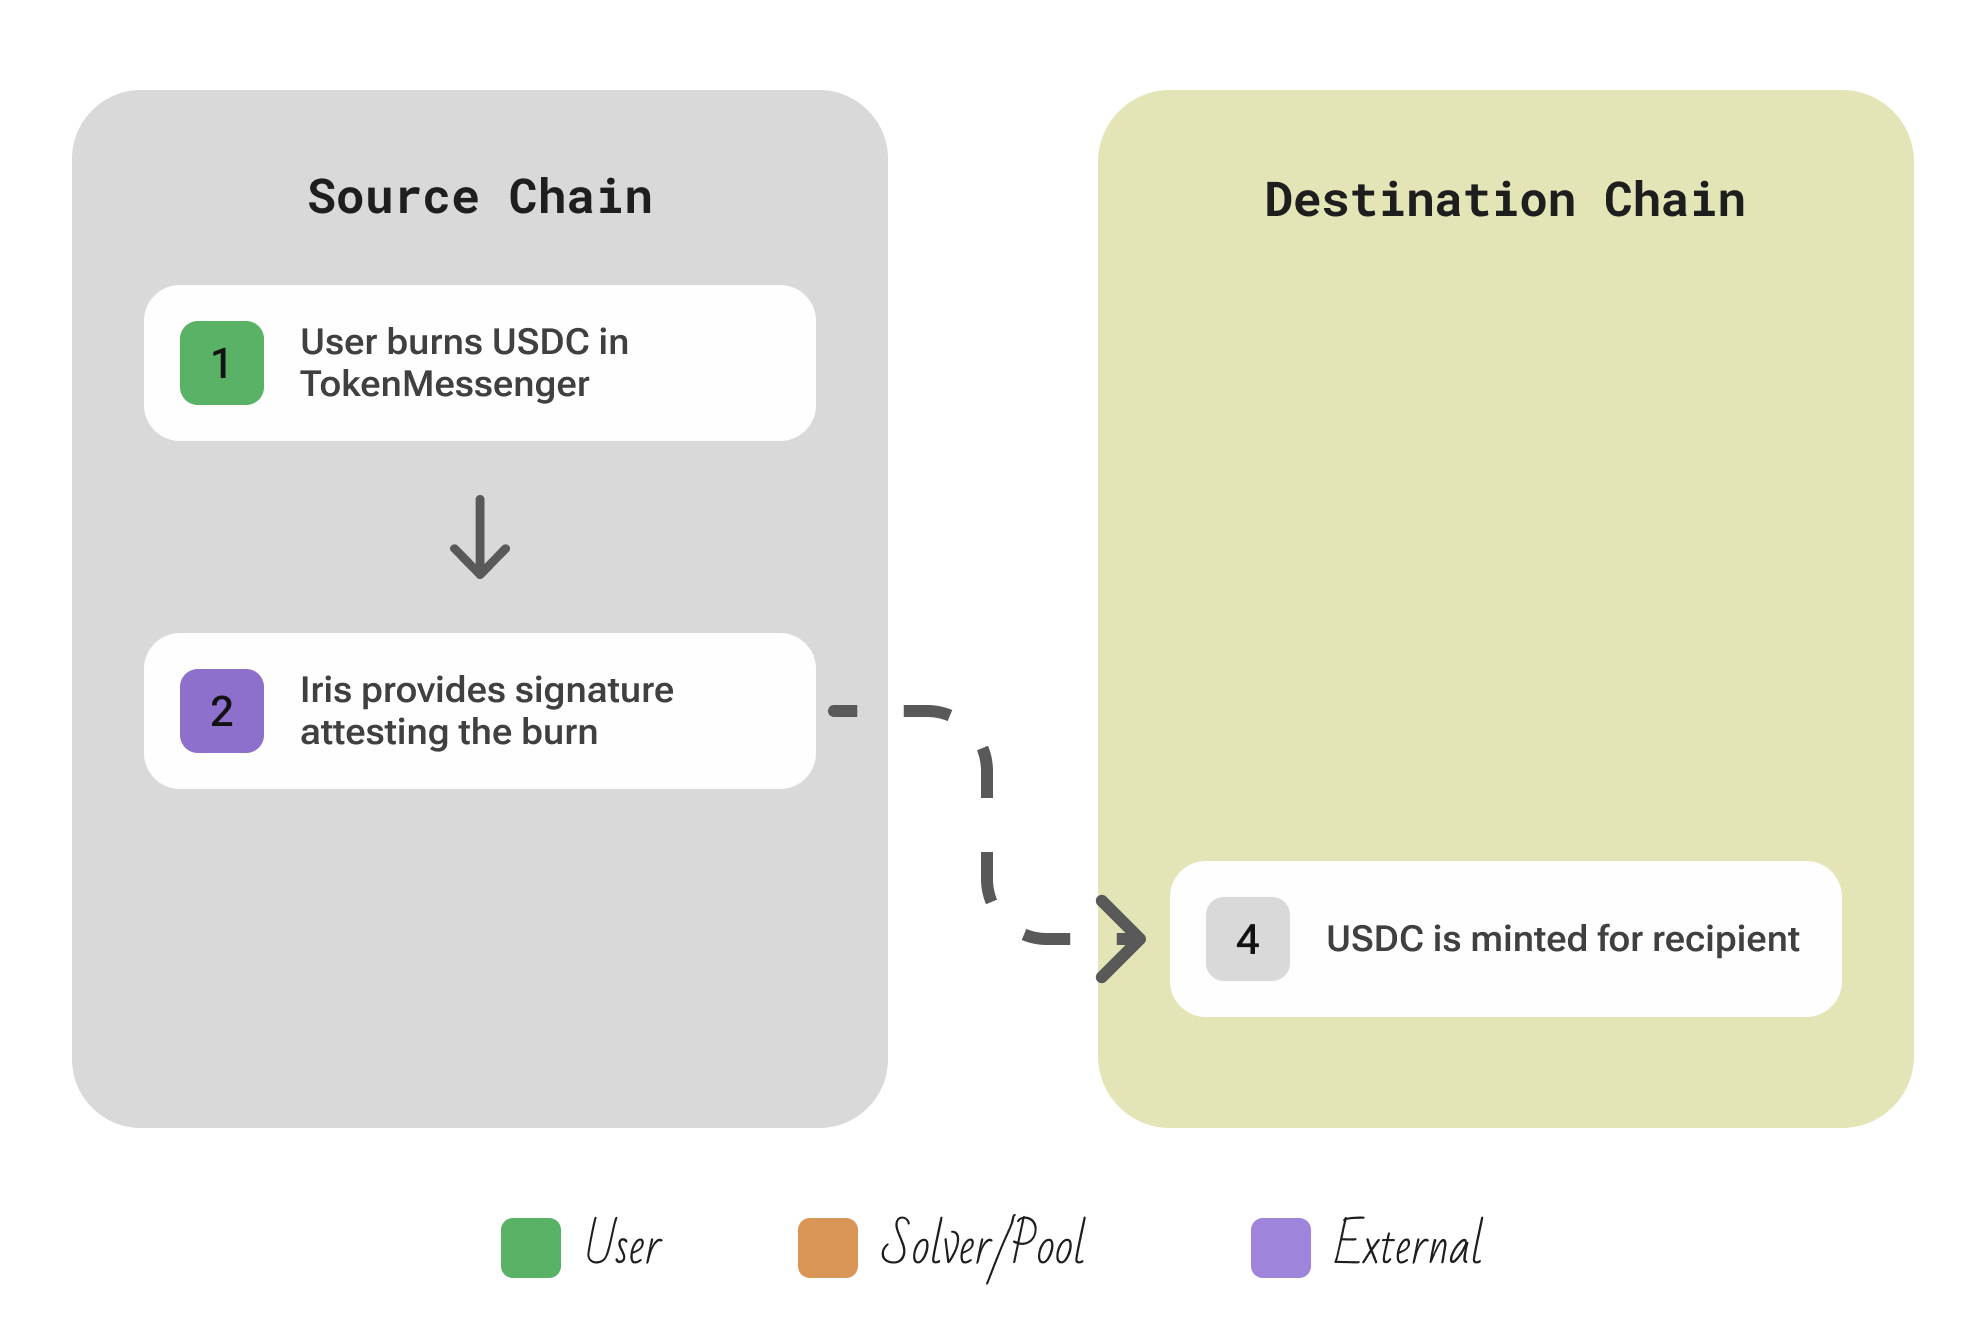 Source Chain
1
User burns USDC in
TokenMessenger
2
Iris provides signature
attesting the burn
Destination Chain
4
USDC is minted for recipient
User
Solver/Pool
External